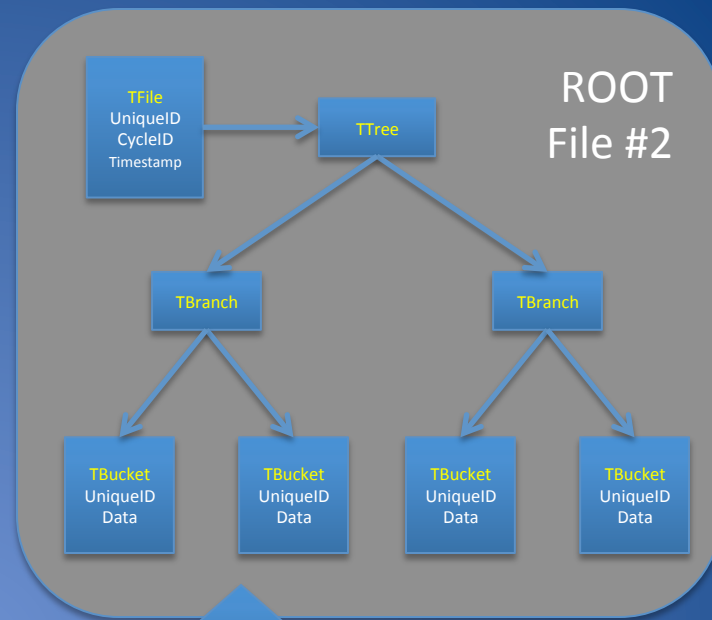 ROOT
File #2
TFile
UniqueID
CycleID
Timestamp
TTree
TBranch
TBranch
TBucket
UniqueID
Data
TBucket
UniqueID
Data
TBucket
UniqueID
Data
TBucket
UniqueID
Data